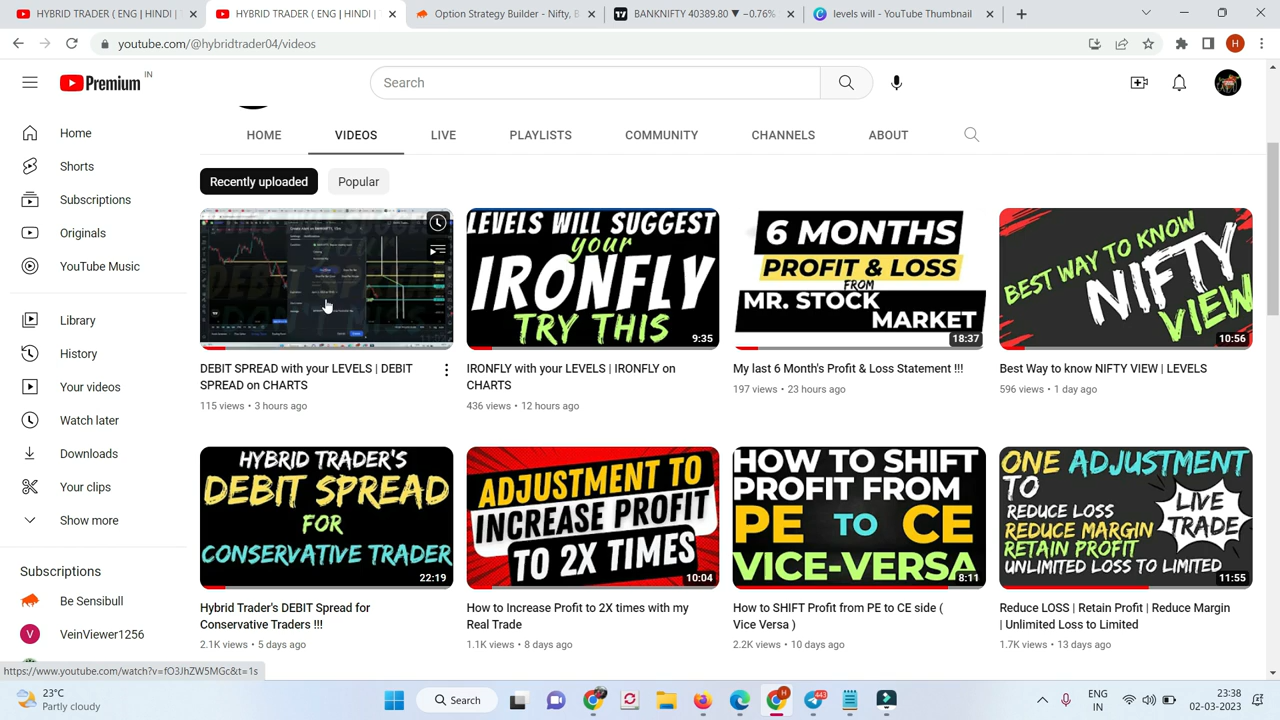 HYBRID TRADER ( ENG | HINDI |
HYBRID TRADER ( ENG | HINDI |
Option Strategy Builder - Nifty, B
BANKNIFTY 40389.80 ▼ −0.76%
levels will - YouTube Thumbnail
youtube.com/@hybridtrader04/videos
H
Premium IN
Search
HOME
VIDEOS
LIVE
PLAYLISTS
COMMUNITY
CHANNELS
ABOUT
Home
Shorts
Subscriptions
Originals
YouTube Music
Library
History
Your videos
Watch later
Downloads
Your clips
Show more
Subscriptions
Be Sensibull
V VeinViewer1256
Recently uploaded
Popular
LEVELS WILL SUGGEST
your
IRONFLY
TRY THIS
9:35
6 MONTHS
PROFIT & LOSS
FROM
MR. STOCK
MARKET
18:37
BEST WAY TO KNOW
NIFTY
VIEW
10:56
DEBIT SPREAD with your LEVELS | DEBIT
SPREAD on CHARTS
115 views • 3 hours ago
IRONFLY with your LEVELS | IRONFLY on
CHARTS
436 views • 12 hours ago
My last 6 Month's Profit & Loss Statement !!!
197 views • 23 hours ago
Best Way to know NIFTY VIEW | LEVELS
596 views • 1 day ago
HYBRID TRADER'S
DEBIT SPREAD
FOR
CONSERVATIVE TRADER
22:19
ADJUSTMENT TO
INCREASE PROFIT
TO 2X TIMES
10:04
HOW TO SHIFT
PROFIT FROM
PE TO CE
VICE-VERSA
8:11
ONE ADJUSTMENT
TO
REDUCE LOSS
REDUCE MARGIN
RETAIN PROFIT
UNLIMITED LOSS TO LIMITED
LIVE
TRADE
11:55
Hybrid Trader's DEBIT Spread for
Conservative Traders !!!
2.1K views • 5 days ago
How to Increase Profit to 2X times with my
Real Trade
1.1K views • 8 days ago
How to SHIFT Profit from PE to CE side (
Vice Versa )
2.2K views • 10 days ago
Reduce LOSS | Retain Profit | Reduce Margin
| Unlimited Loss to Limited
1.7K views • 13 days ago
https://www.youtube.com/watch?v=fO3JhZW5MGc&t=1s
23°C
Partly cloudy
Search
443
ENG
IN
23:38
02-03-2023